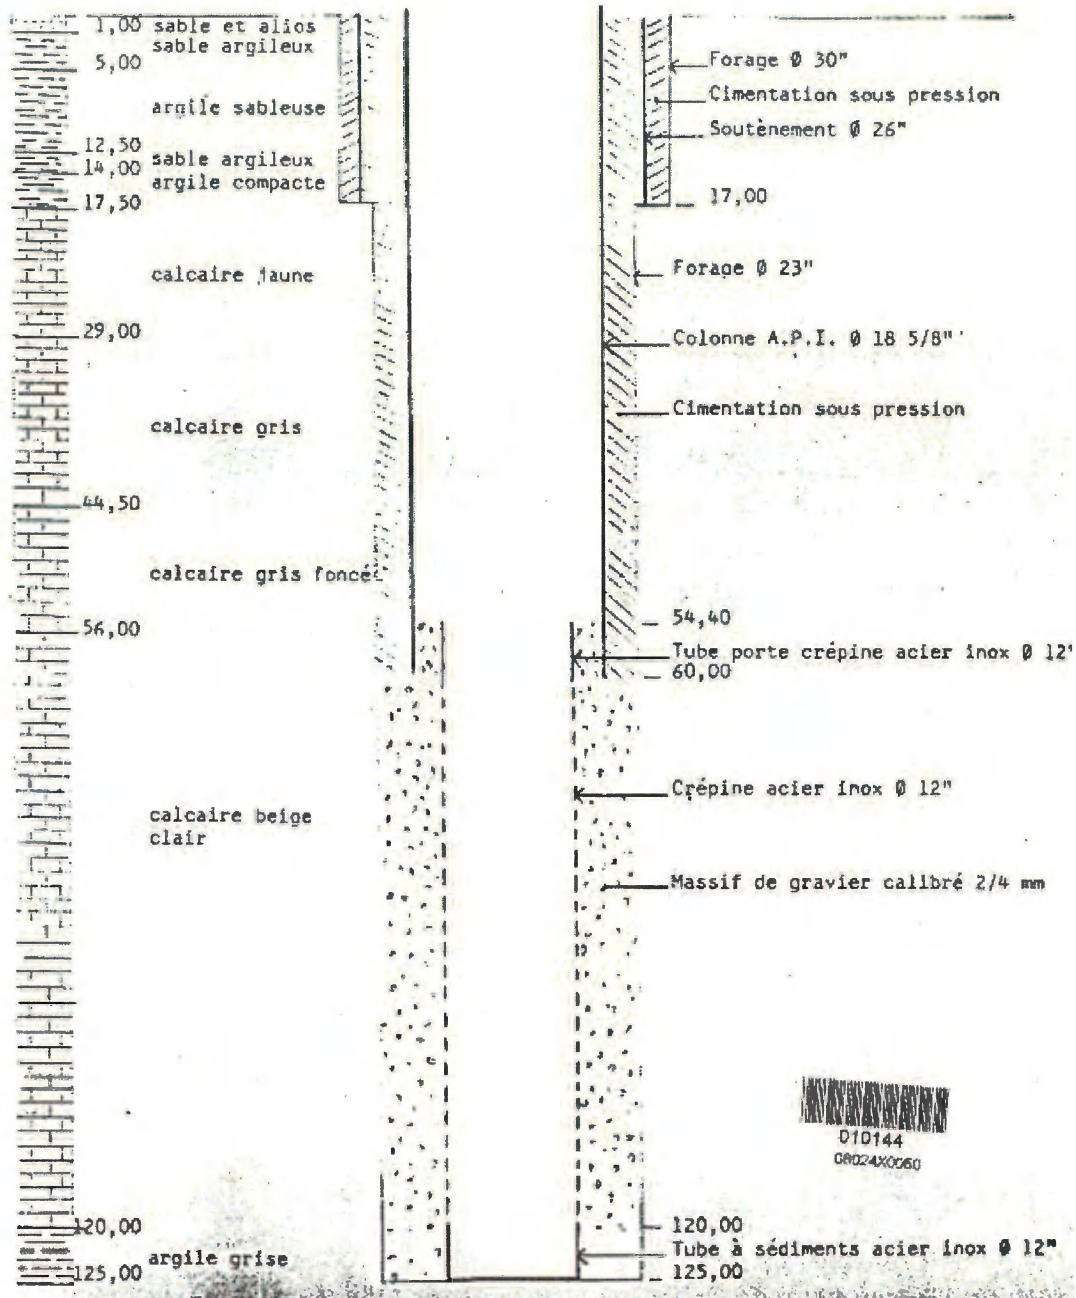 1,00 sable et alios
sable argileux
5,00
argile sableuse
12,50
sable argileux
14,00
argile compacte
17,50
calcaire jaune
29,00
calcaire gris
44,50
calcaire gris foncé
56,00
calcaire beige
clair
120,00
argile grise
125,00
Forage Ø 30"
Cimentation sous pression
Soutènement Ø 26"
17,00
Forage Ø 23"
Colonne A.P.I. Ø 18 5/8"
Cimentation sous pression
54,40
Tube porte crépine acier inox Ø 12'
60,00
Crépine acier inox Ø 12"
Massif de gravier calibré 2/4 mm
010144
08024X0060
120,00
Tube à sédiments acier inox Ø 12"
125,00